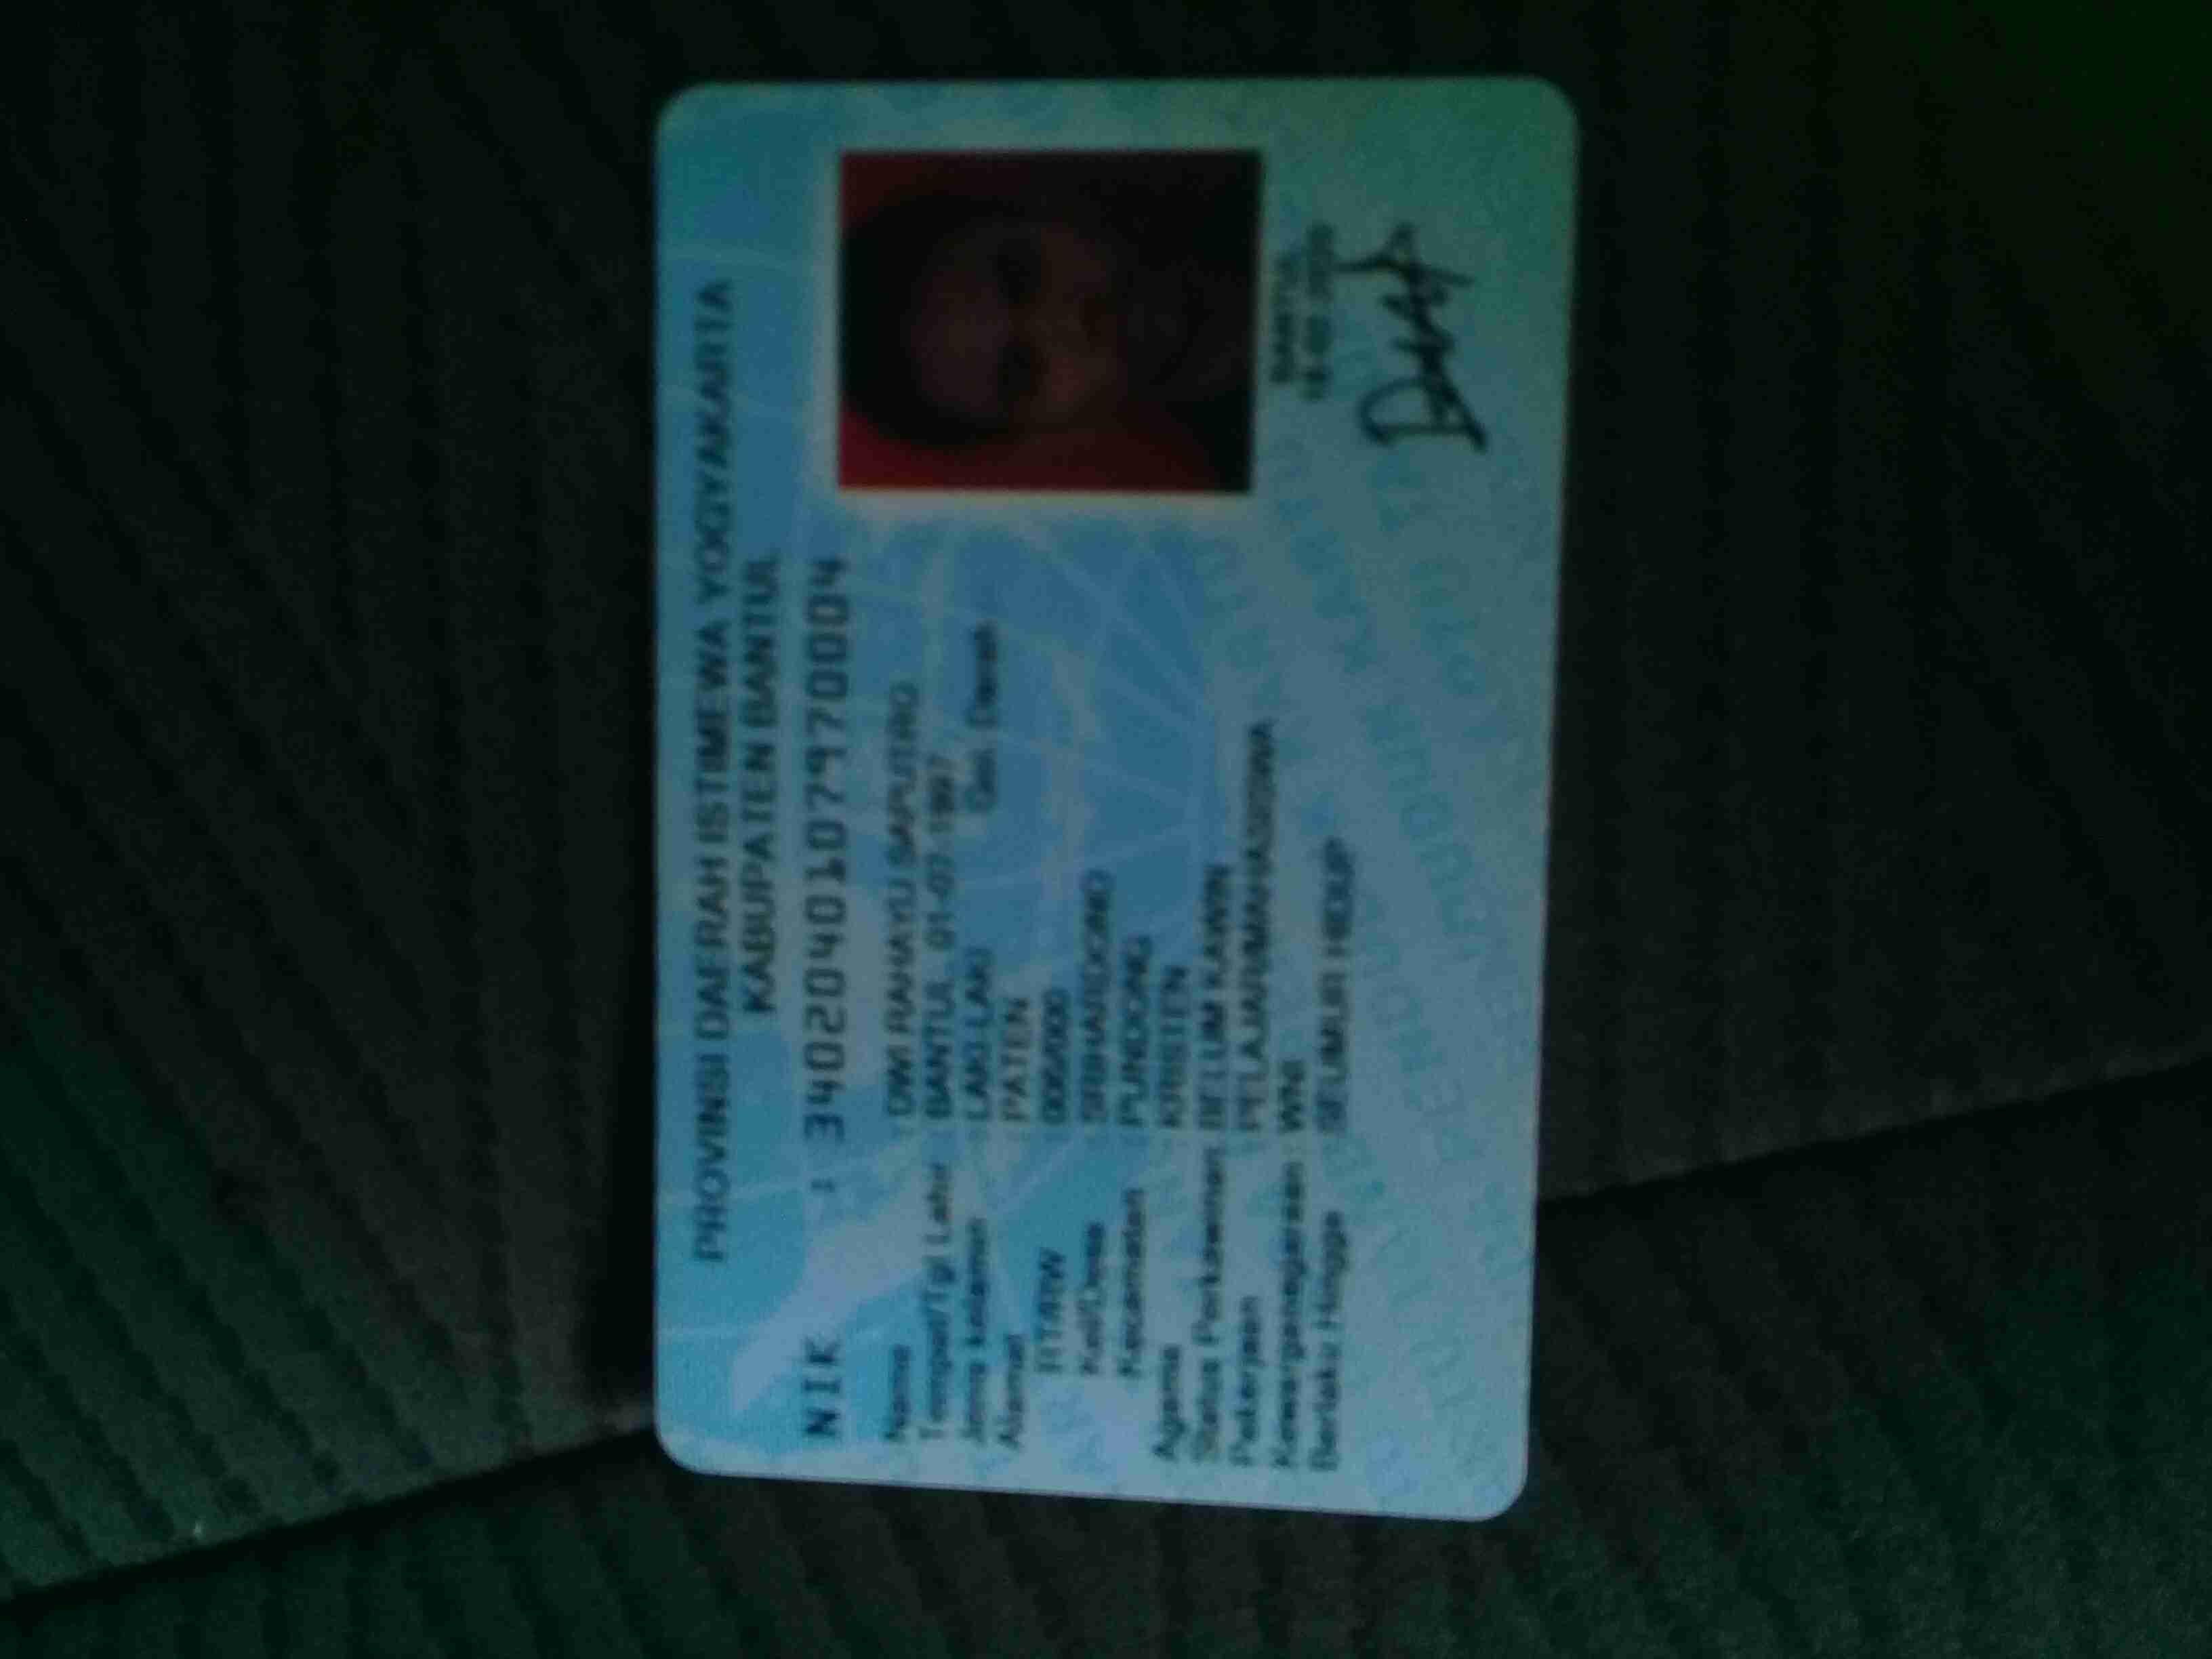 PROVINSI DAERAH ISTIMEWA YOGYAKARTA
KABUPATEN BANTUL
NIK : 3402040107970004
Nama : DWI RAHAYU SAPUTRO
Tempat/Tgl Lahir : BANTUL, 01-07-1997
Jenis kelamin : LAKI-LAKI Gol. Darah
Alamat : PATEN
RT/RW : 006/000
Kel/Desa : SRIHARDONO
Kecamatan : PUNDONG
Agama : KRISTEN
Status Perkawinan: BELUM KAWIN
Pekerjaan : PELAJAR/MAHASISWA
Kewarganegaraan : WNI
Berlaku Hingga : SEUMUR HIDUP
BANTUL